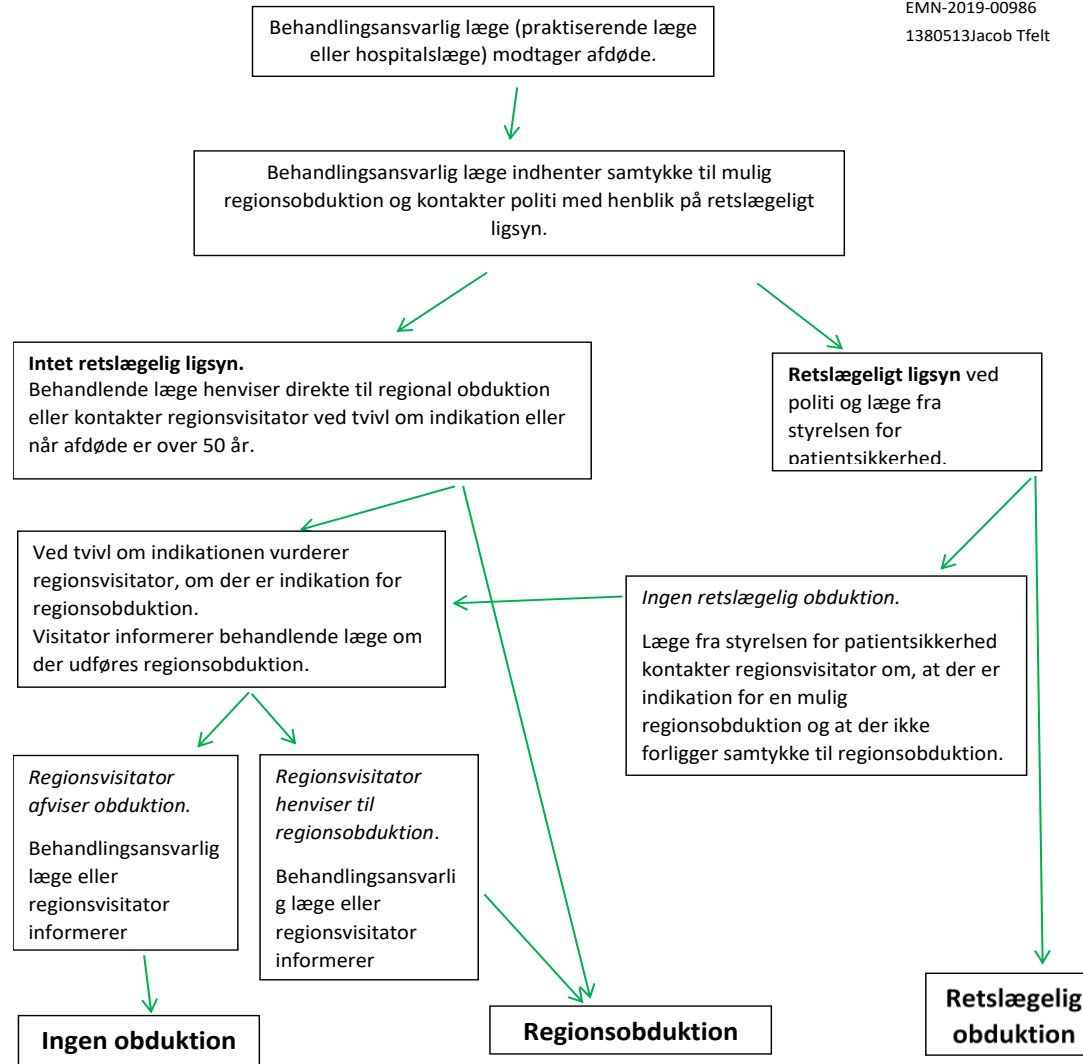 EMN-2019-00986
1380513Jacob Tfelt
Behandlingsansvarlig læge (praktiserende læge
eller hospitalslæge) modtager afdøde.
Behandlingsansvarlig læge indhenter samtykke til mulig
regionsobduktion og kontakter politi med henblik på retslægeligt
ligsyn.
Intet retslægelig ligsyn.
Behandlende læge henviser direkte til regional obduktion
eller kontakter regionsvisitator ved tvivl om indikation eller
når afdøde er over 50 år.
Retslægeligt ligsyn ved
politi og læge fra
styrelsen for
patientsikkerhed.
Ved tvivl om indikationen vurderer
regionsvisitator, om der er indikation for
regionsobduktion.
Visitator informerer behandlende læge om
der udføres regionsobduktion.
Ingen retslægelig obduktion.
Læge fra styrelsen for patientsikkerhed
kontakter regionsvisitator om, at der er
indikation for en mulig
regionsobduktion og at der ikke
forligger samtykke til regionsobduktion.
Regionsvisitator
afviser obduktion.
Behandlingsansvarlig
læge eller
regionsvisitator
informerer
Regionsvisitator
henviser til
regionsobduktion.
Behandlingsansvarli
g læge eller
regionsvisitator
informerer
Ingen obduktion
Regionsobduktion
Retslægelig
obduktion